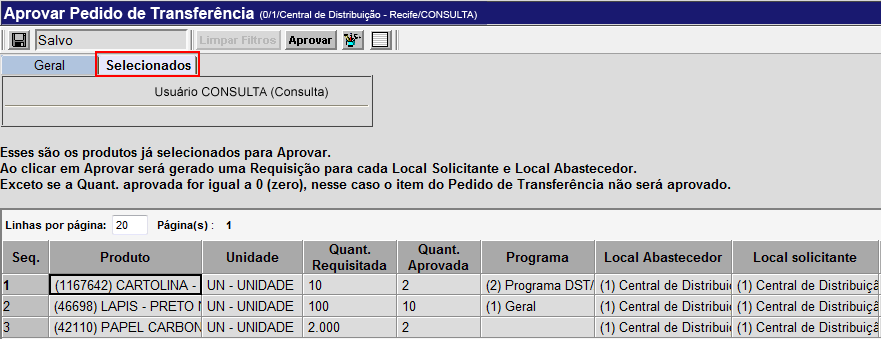 Aprovar Pedido de Transferência (0/1/Central de Distribuição - Recife/CONSULTA)
Salvo Limpar Filtros Aprovar
Geral Selecionados
Usuário CONSULTA (Consulta)
Esses são os produtos já selecionados para Aprovar.
Ao clicar em Aprovar será gerado uma Requisição para cada Local Solicitante e Local Abastecedor.
Exceto se a Quant. aprovada for igual a 0 (zero), nesse caso o item do Pedido de Transferência não será aprovado.
Linhas por página: 20 Página(s) : 1
Seq. Produto Unidade Quant. Requisitada Quant. Aprovada Programa Local Abastecedor Local solicitante
1 (1167642) CARTOLINA - UN - UNIDADE 10 2 (2) Programa DST/ (1) Central de Distribuiç (1) Central de Distribuiçã
2 (46698) LAPIS - PRETO N UN - UNIDADE 100 10 (1) Geral (1) Central de Distribuiç (1) Central de Distribuiçã
3 (42110) PAPEL CARBON UN - UNIDADE 2.000 2 (1) Central de Distribuiç (1) Central de Distribuiçã